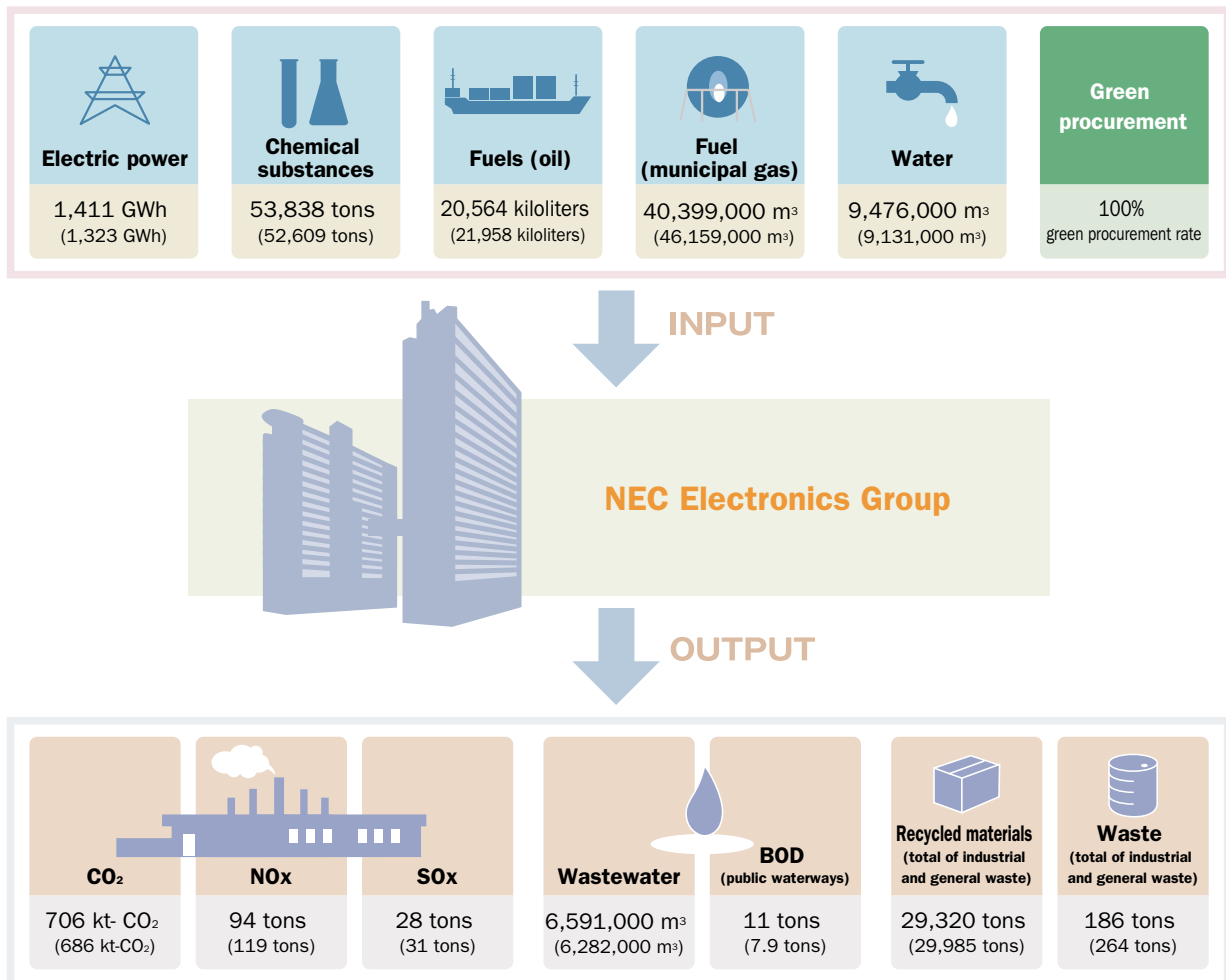 Electric power
1,411 GWh
(1,323 GWh)
Chemical
substances
53,838 tons
(52,609 tons)
Fuels (oil)
20,564 kiloliters
(21,958 kiloliters)
Fuel
(municipal gas)
40,399,000 m³
(46,159,000 m³)
Water
9,476,000 m³
(9,131,000 m³)
Green
procurement
100%
green procurement rate
INPUT
NEC Electronics Group
OUTPUT
CO₂
706 kt- CO₂
(686 kt-CO₂)
NOx
94 tons
(119 tons)
SOx
28 tons
(31 tons)
Wastewater
6,591,000 m³
(6,282,000 m³)
BOD
(public waterways)
11 tons
(7.9 tons)
Recycled materials
(total of industrial
and general waste)
29,320 tons
(29,985 tons)
Waste
(total of industrial
and general waste)
186 tons
(264 tons)